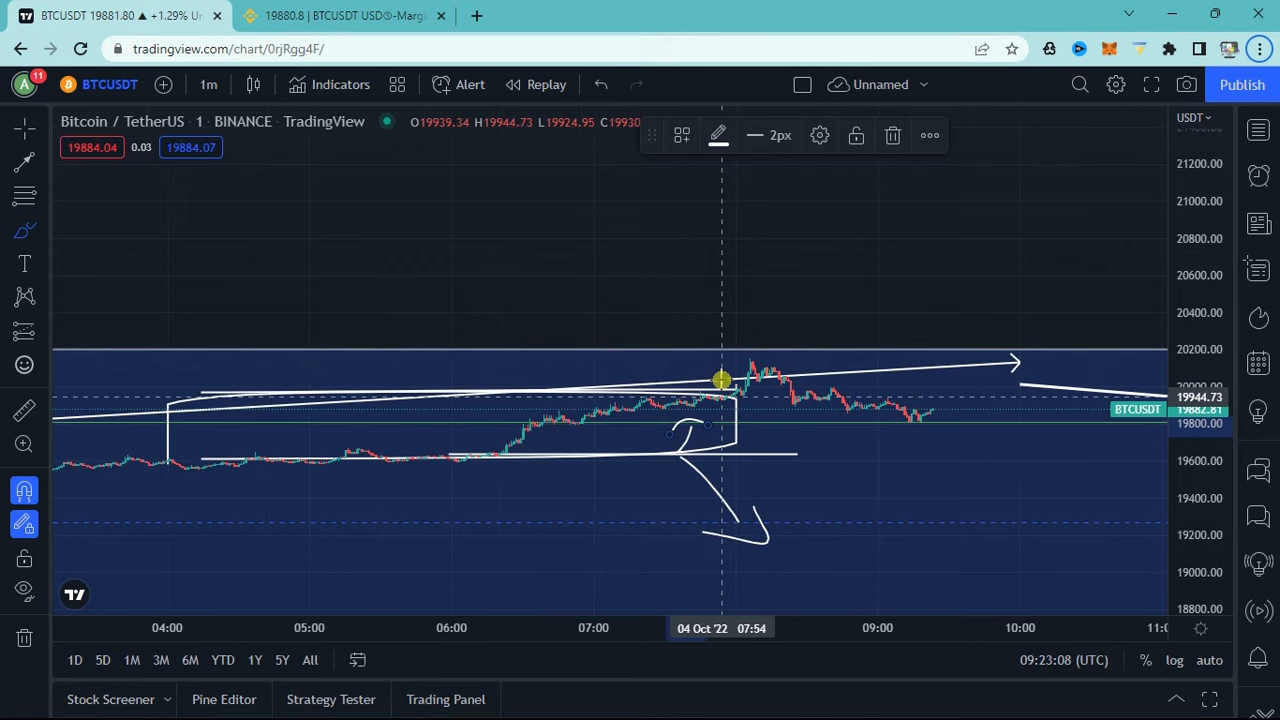 BTCUSDT 19881.80 ▲ +1.29%
19880.8 | BTCUSDT USDⓈ-Marg
tradingview.com/chart/0rjRgg4F/
A 11 BTCUSDT 1m Indicators Alert Replay Unnamed Publish
Bitcoin / TetherUS · 1 · BINANCE · TradingView O19939.34 H19944.73 L19924.95 C19930
2px
USDT
19884.04 0.03 19884.07
21200.00
21000.00
20800.00
20600.00
20400.00
20200.00
20000.00
19944.73
BTCUSDT 19882.81
19800.00
19600.00
19400.00
19200.00
19000.00
18800.00
04:00 05:00 06:00 07:00 04 Oct '22 07:54 09:00 10:00 11:0
1D 5D 1M 3M 6M YTD 1Y 5Y All 09:23:08 (UTC) % log auto
Stock Screener Pine Editor Strategy Tester Trading Panel